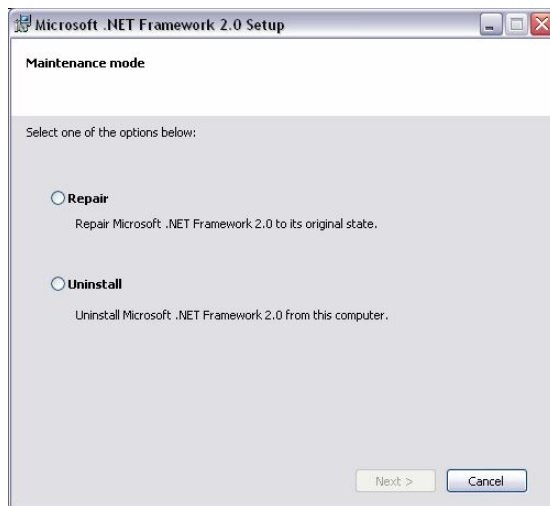 Microsoft .NET Framework 2.0 Setup
Maintenance mode
Select one of the options below:
Repair
Repair Microsoft .NET Framework 2.0 to its original state.
Uninstall
Uninstall Microsoft .NET Framework 2.0 from this computer.
Next > Cancel